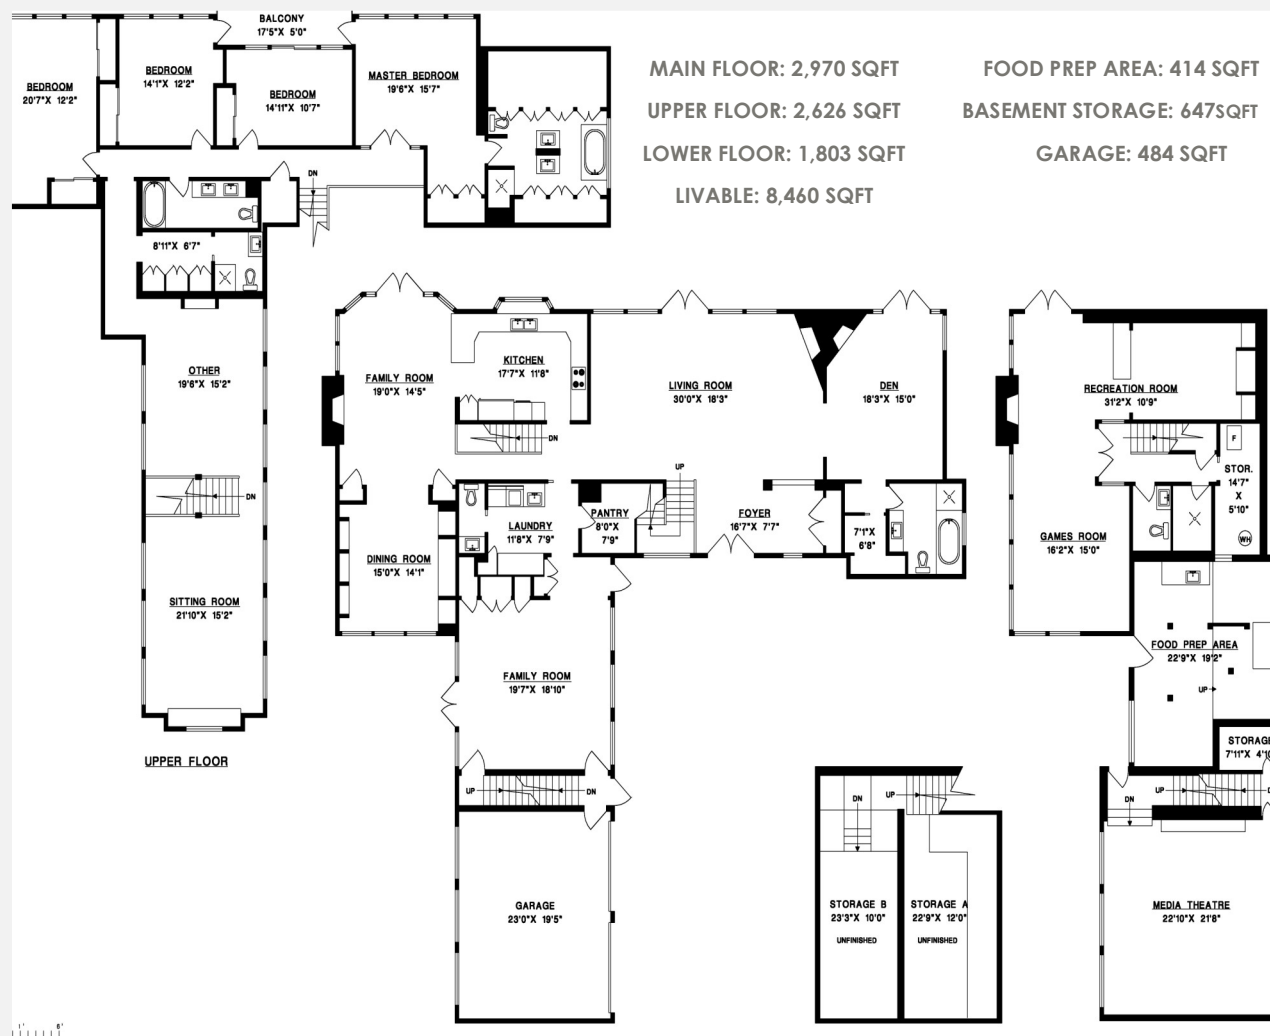 BALCONY
17'5"X 5'0"
BEDROOM
20'7"X 12'2"
BEDROOM
14'1"X 12'2"
BEDROOM
14'11"X 10'7"
MASTER BEDROOM
19'6"X 15'7"
MAIN FLOOR: 2,970 SQFT
UPPER FLOOR: 2,626 SQFT
LOWER FLOOR: 1,803 SQFT
LIVABLE: 8,460 SQFT
FOOD PREP AREA: 414 SQFT
BASEMENT STORAGE: 647SQFT
GARAGE: 484 SQFT
DN
8'11"X 6'7"
OTHER
19'6"X 15'2"
DN
SITTING ROOM
21'10"X 15'2"
UPPER FLOOR
FAMILY ROOM
19'0"X 14'5"
KITCHEN
17'7"X 11'8"
DN
LIVING ROOM
30'0"X 18'3"
DEN
18'3"X 15'0"
UP
PANTRY
8'0"X
7'9"
LAUNDRY
11'8"X 7'9"
FOYER
16'7"X 7'7"
7'1"X
6'8"
DINING ROOM
15'0"X 14'1"
FAMILY ROOM
19'7"X 18'10"
UP
DN
GARAGE
23'0"X 19'5"
RECREATION ROOM
31'2"X 10'9"
F
STOR.
14'7"
X
5'10"
WH
GAMES ROOM
16'2"X 15'0"
FOOD PREP AREA
22'9"X 19'2"
UP
STORAGE
7'11"X 4'10
DN
UP
D
MEDIA THEATRE
22'10"X 21'8"
DN
UP
STORAGE B
23'3"X 10'0"
UNFINISHED
STORAGE A
22'9"X 12'0"
UNFINISHED
1' 6'